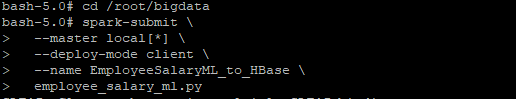 bash-5.0# cd /root/bigdata
bash-5.0# spark-submit \
>   --master local[*] \
>   --deploy-mode client \
>   --name EmployeeSalaryML_to_HBase \
>   employee_salary_ml.py